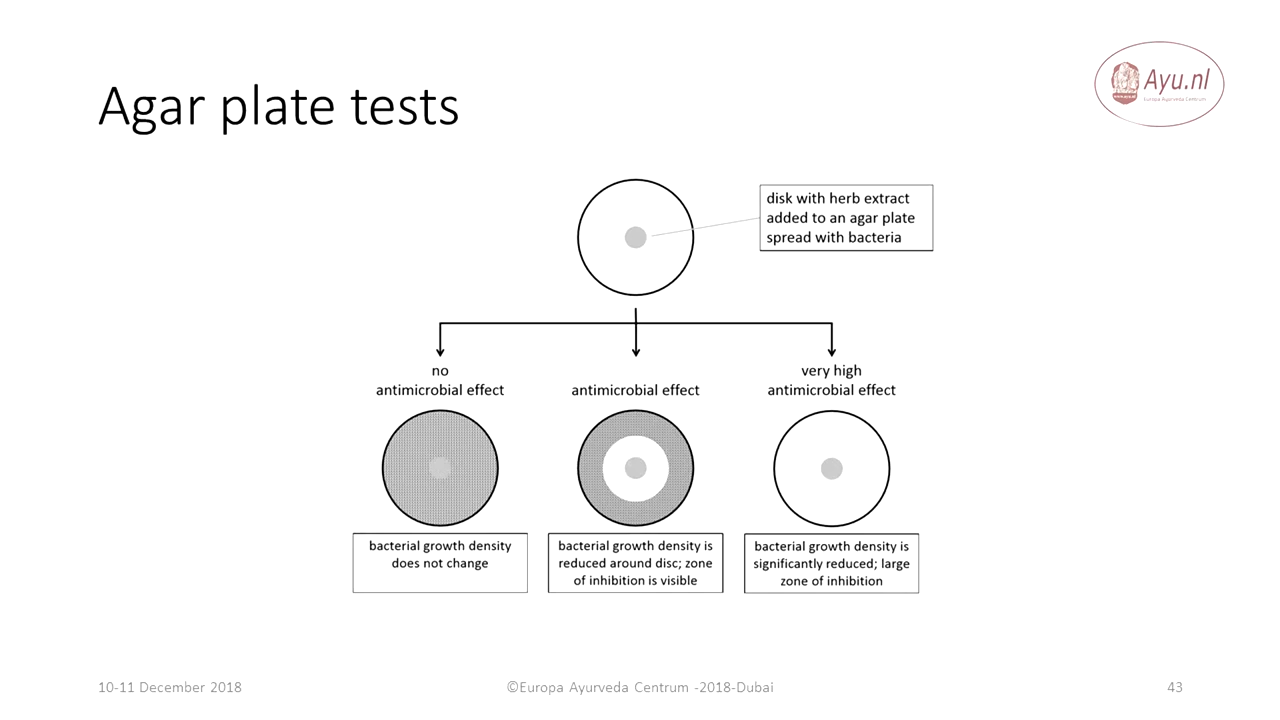 Agar plate tests
Ayu.nl
Europa Ayurveda Centrum
disk with herb extract
added to an agar plate
spread with bacteria
no
antimicrobial effect
antimicrobial effect
very high
antimicrobial effect
bacterial growth density
does not change
bacterial growth density is
reduced around disc; zone
of inhibition is visible
bacterial growth density is
significantly reduced; large
zone of inhibition
10-11 December 2018
©Europa Ayurveda Centrum -2018-Dubai
43